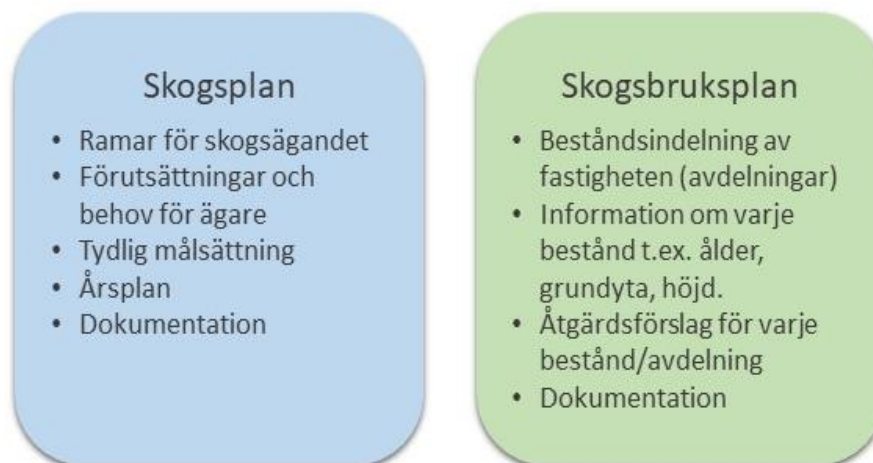 Skogsplan
• Ramar för skogsägandet
• Förutsättningar och
behov för ägare
• Tydlig målsättning
• Årsplan
• Dokumentation
Skogsbruksplan
• Beståndsindelning av
fastigheten (avdelningar)
• Information om varje
bestånd t.ex. ålder,
grundyta, höjd.
• Åtgärdsförslag för varje
bestånd/avdelning
• Dokumentation